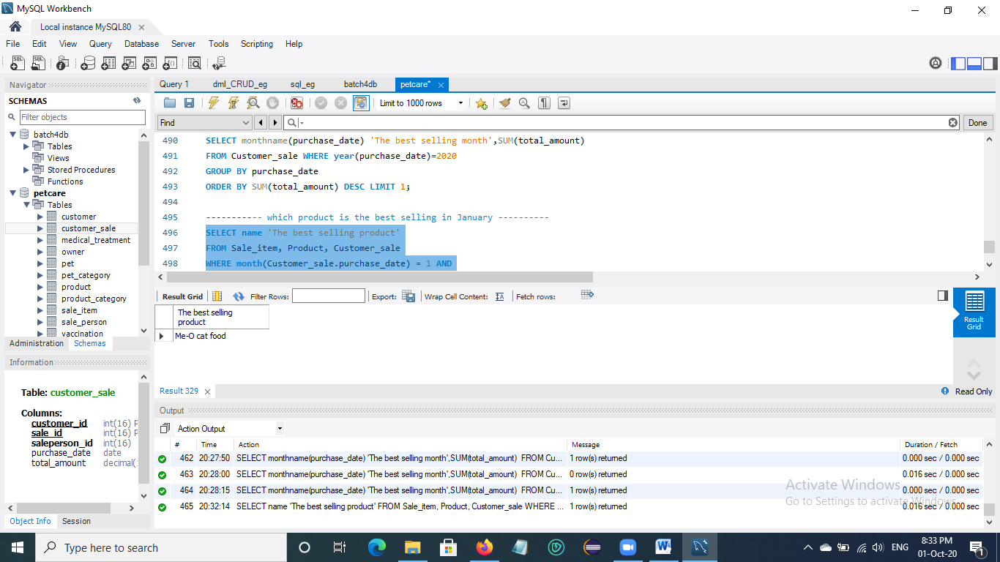 MySQL Workbench
Local instance MySQL80
File Edit View Query Database Server Tools Scripting Help
Navigator
SCHEMAS
Filter objects
batch4db
Tables
Views
Stored Procedures
Functions
petcare
Tables
customer
customer_sale
medical_treatment
owner
pet
pet_category
product
product_category
sale_item
sale_person
vaccination
Administration Schemas
Information
Table: customer_sale
Columns:
customer_id int(16) P
sale_id int(16) P
saleperson_id int(16)
purchase_date date
total_amount decimal(
Object Info Session
Query 1 dml_CRUD_eg sql_eg batch4db petcare*
Limit to 1000 rows
Find Done
490 SELECT monthname(purchase_date) 'The best selling month',SUM(total_amount)
491 FROM Customer_sale WHERE year(purchase_date)=2020
492 GROUP BY purchase_date
493 ORDER BY SUM(total_amount) DESC LIMIT 1;
494
495 ----------- which product is the best selling in January ----------
496 SELECT name 'The best selling product'
497 FROM Sale_item, Product, Customer_sale
498 WHERE month(Customer_sale.purchase_date) = 1 AND
Result Grid Filter Rows: Export: Wrap Cell Content: Fetch rows:
The best selling
product
Me-O cat food
Result
Grid
Result 329 Read Only
Output
Action Output
# Time Action Message Duration / Fetch
462 20:27:50 SELECT monthname(purchase_date) 'The best selling month',SUM(total_amount) FROM Cu... 1 row(s) returned 0.000 sec / 0.000 sec
463 20:28:00 SELECT monthname(purchase_date) 'The best selling month',SUM(total_amount) FROM Cu... 0 row(s) returned 0.016 sec / 0.000 sec
464 20:28:15 SELECT monthname(purchase_date) 'The best selling month',SUM(total_amount) FROM Cu... 1 row(s) returned 0.000 sec / 0.000 sec
465 20:32:14 SELECT name 'The best selling product' FROM Sale_item, Product, Customer_sale WHERE ... 1 row(s) returned 0.016 sec / 0.000 sec
Activate Windows
Go to Settings to activate Windows.
Type here to search
ENG
8:33 PM
01-Oct-20
1